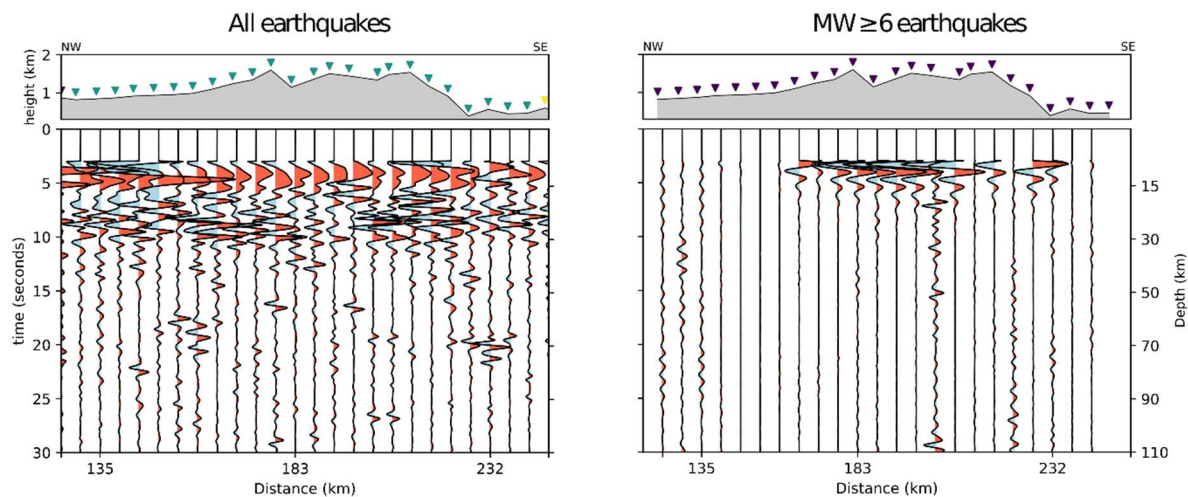 All earthquakes
NW
SE
height (km)
2
1
time (seconds)
0
5
10
15
20
25
30
135
183
232
Distance (km)
MW ≥ 6 earthquakes
NW
SE
15
30
50
70
90
110
Depth (km)
135
183
232
Distance (km)